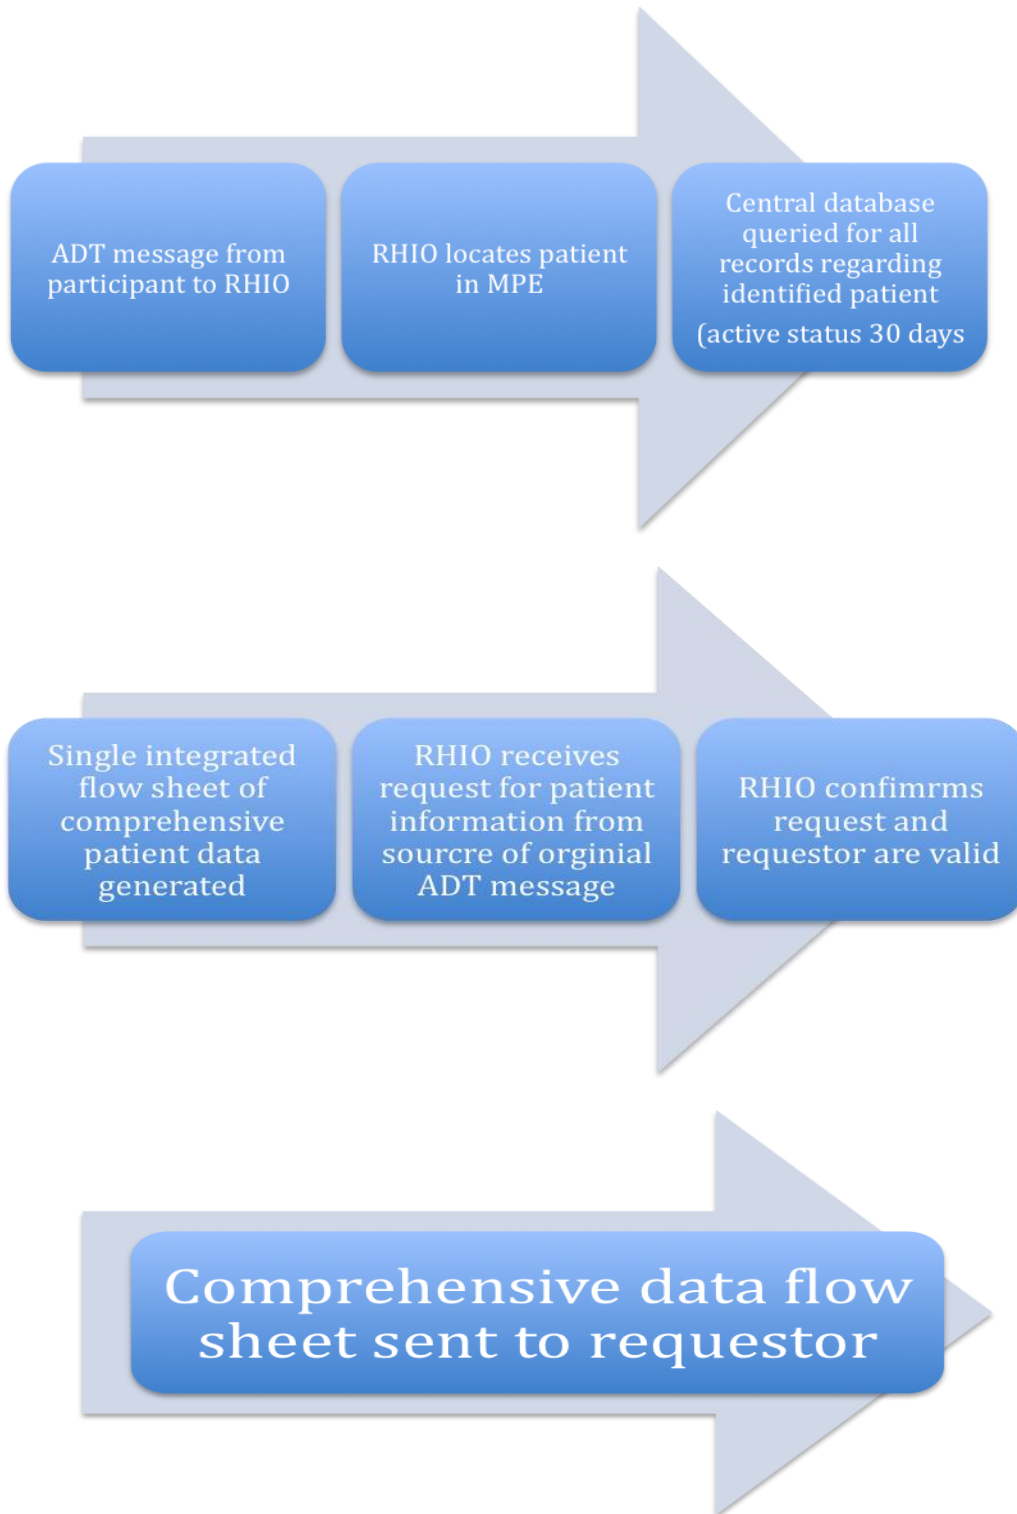 ADT message from
participant to RHIO
RHIO locates patient
in MPE
Central database
queried for all
records regarding
identified patient
(active status 30 days
Single integrated
flow sheet of
comprehensive
patient data
generated
RHIO receives
request for patient
information from
sourcre of orginial
ADT message
RHIO confimrms
request and
requestor are valid
Comprehensive data flow
sheet sent to requestor